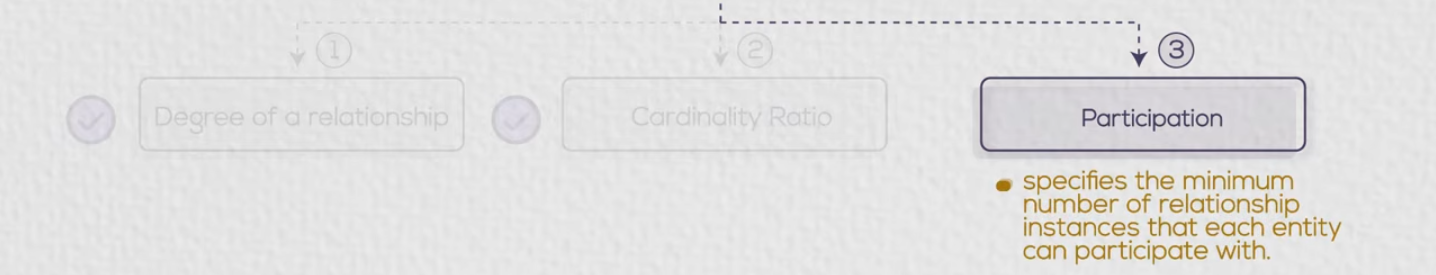 1
2
3
Degree of a relationship
Cardinality Ratio
Participation
specifies the minimum
number of relationship
instances that each entity
can participate with.